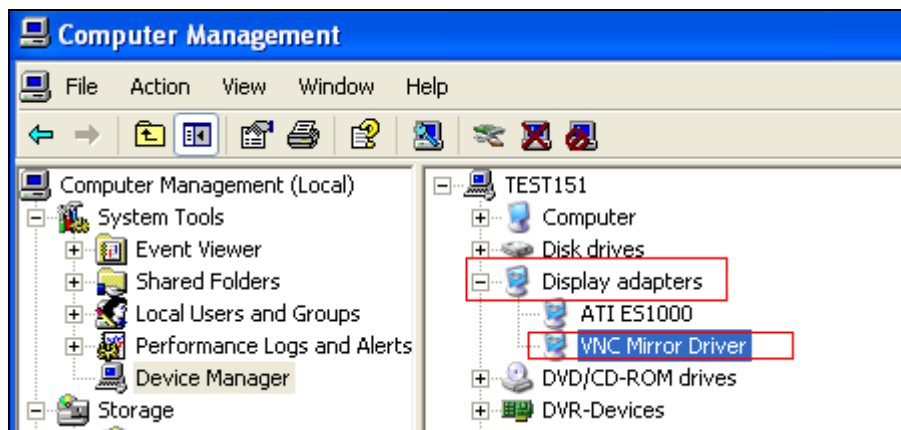 Computer Management
File Action View Window Help
Computer Management (Local)
System Tools
Event Viewer
Shared Folders
Local Users and Groups
Performance Logs and Alerts
Device Manager
Storage
TEST151
Computer
Disk drives
Display adapters
ATI ES1000
VNC Mirror Driver
DVD/CD-ROM drives
DVR-Devices